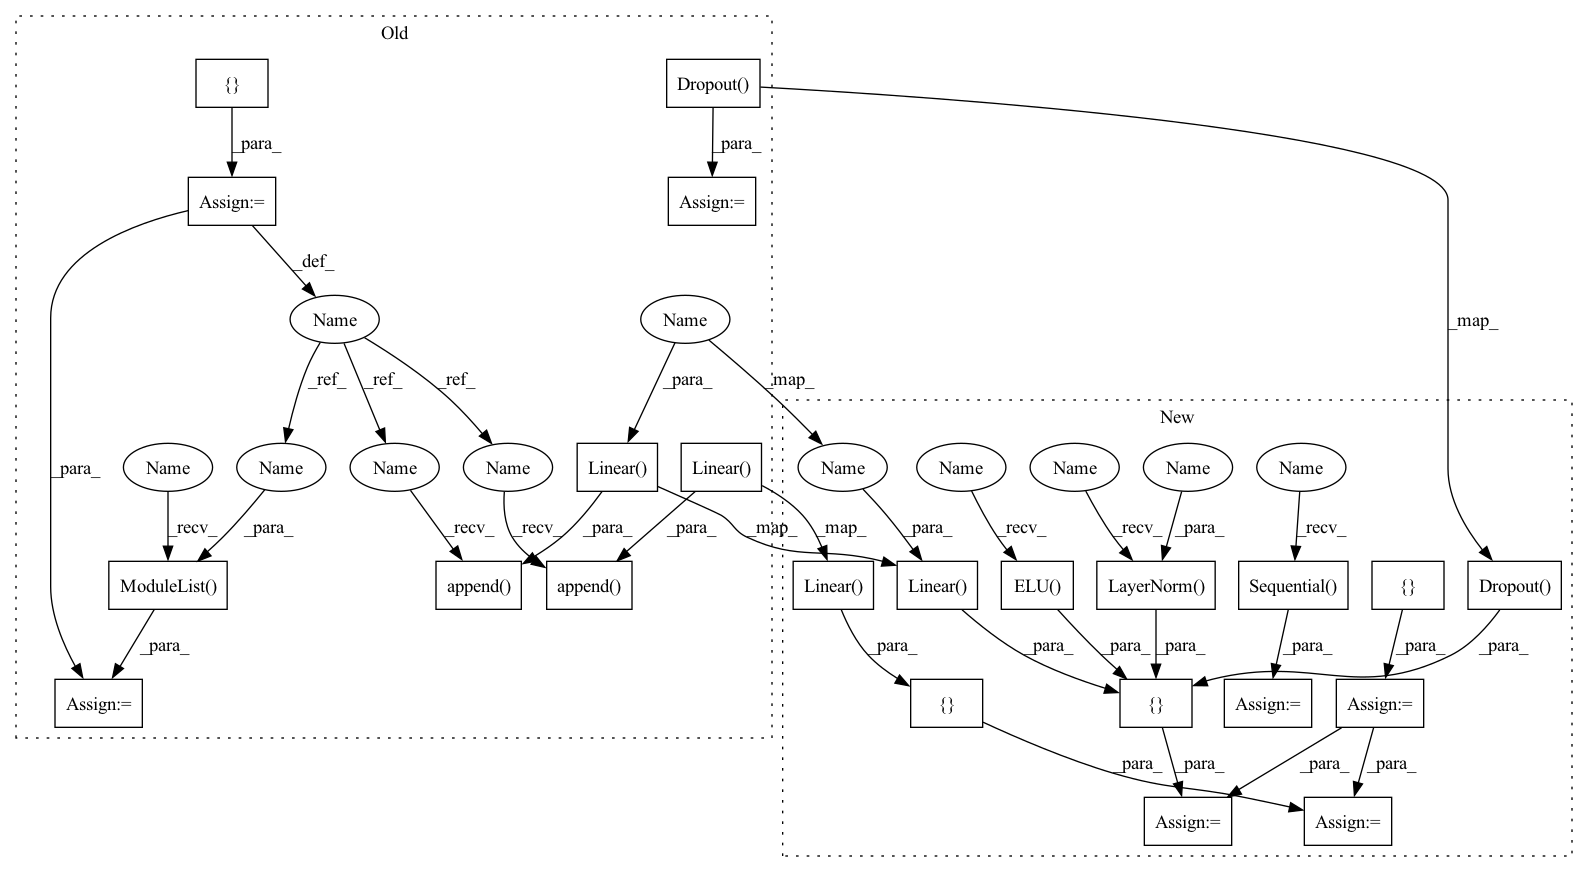 Old
{}
Dropout()
_para_
_para_
Assign:=
Assign:=
_def_
Name
Name
_map_
_ref_
_ref_
_ref_
_para_
_map_
New
_para_
Name
Name
Name
Name
Linear()
Linear()
Name
Name
Name
Name
Name
_recv_
_para_
_recv_
_recv_
_para_
_para_
_map_
_map_
_para_
_recv_
_recv_
_para_
_recv_
ModuleList()
append()
append()
Linear()
Linear()
ELU()
LayerNorm()
Sequential()
{}
Dropout()
_para_
_para_
_para_
_para_
_para_
_para_
_para_
_para_
Assign:=
{}
{}
Assign:=
Assign:=
_para_
_para_
_para_
_para_
Assign:=
Assign:=